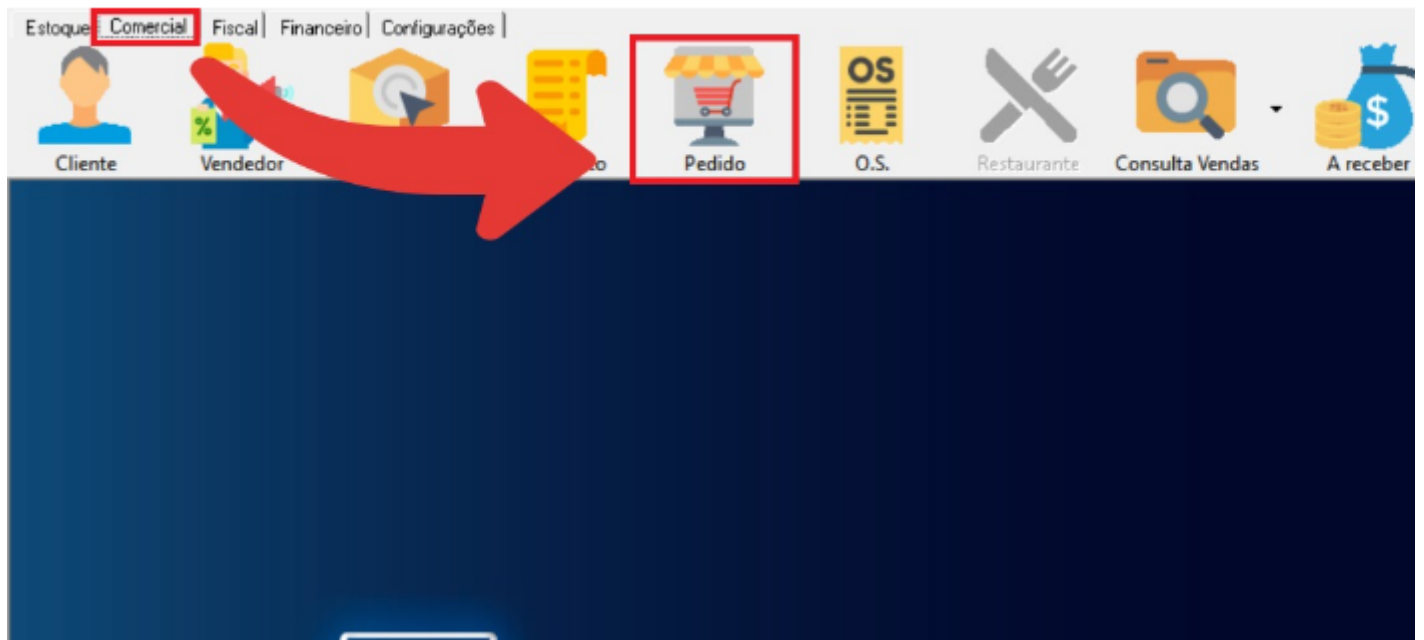 Estoque Comercial Fiscal Financeiro Configurações
OS
%
$
Cliente Vendedor Pedido O.S. Restaurante Consulta Vendas A receber